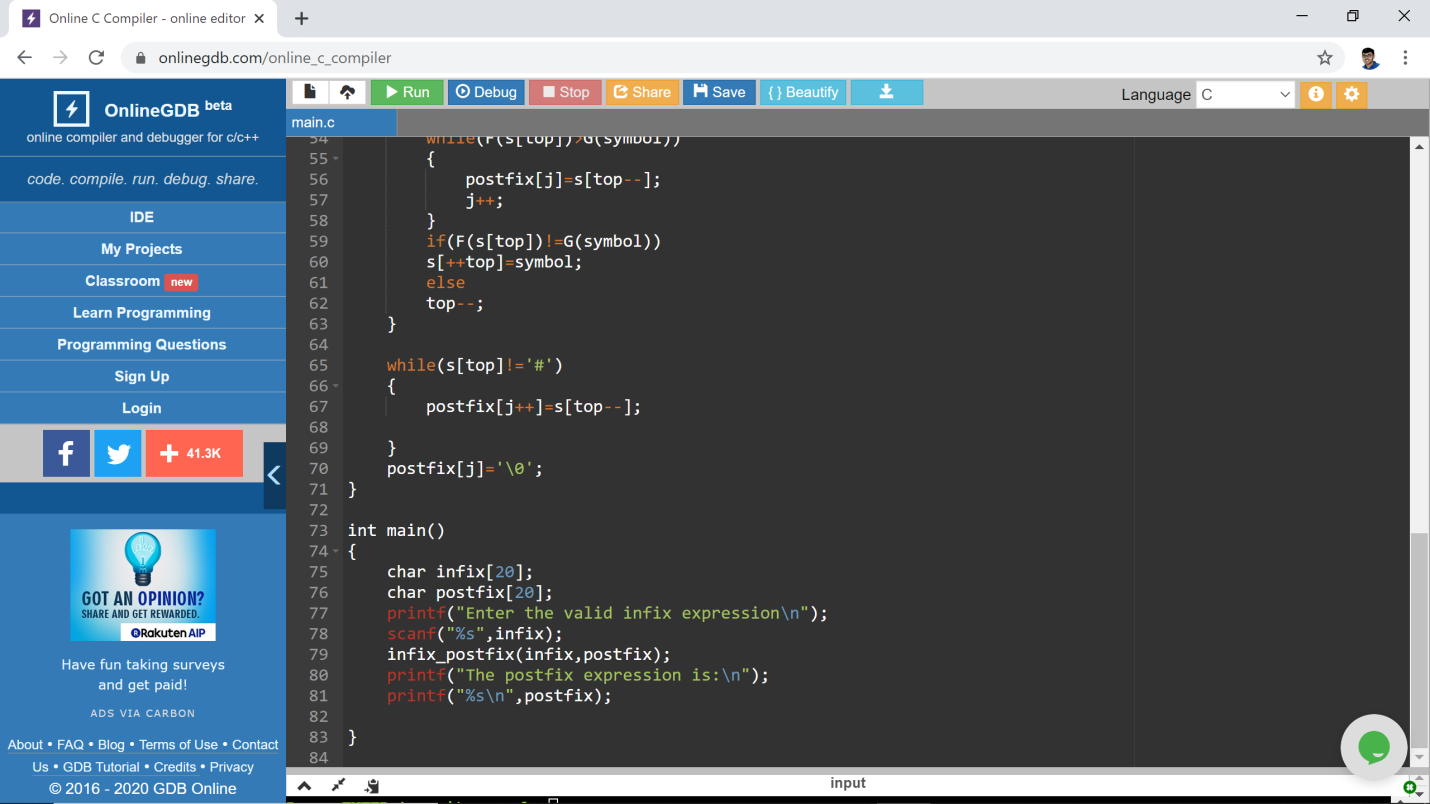 Online C Compiler - online editor
onlinegdb.com/online_c_compiler
OnlineGDB beta
online compiler and debugger for c/c++
code. compile. run. debug. share.
IDE
My Projects
Classroom new
Learn Programming
Programming Questions
Sign Up
Login
f
41.3K
GOT AN OPINION?
SHARE AND GET REWARDED.
Rakuten AIP
Have fun taking surveys
and get paid!
ADS VIA CARBON
About • FAQ • Blog • Terms of Use • Contact
Us • GDB Tutorial • Credits • Privacy
© 2016 - 2020 GDB Online
Run Debug Stop Share Save { } Beautify Language C
main.c
54 while(F(s[top])>G(symbol))
55 {
56 postfix[j]=s[top--];
57 j++;
58 }
59 if(F(s[top])!=G(symbol))
60 s[++top]=symbol;
61 else
62 top--;
63 }
64
65 while(s[top]!='#')
66 {
67 postfix[j++]=s[top--];
68
69 }
70 postfix[j]='\0';
71 }
72
73 int main()
74 {
75 char infix[20];
76 char postfix[20];
77 printf("Enter the valid infix expression\n");
78 scanf("%s",infix);
79 infix_postfix(infix,postfix);
80 printf("The postfix expression is:\n");
81 printf("%s\n",postfix);
82
83 }
84
input